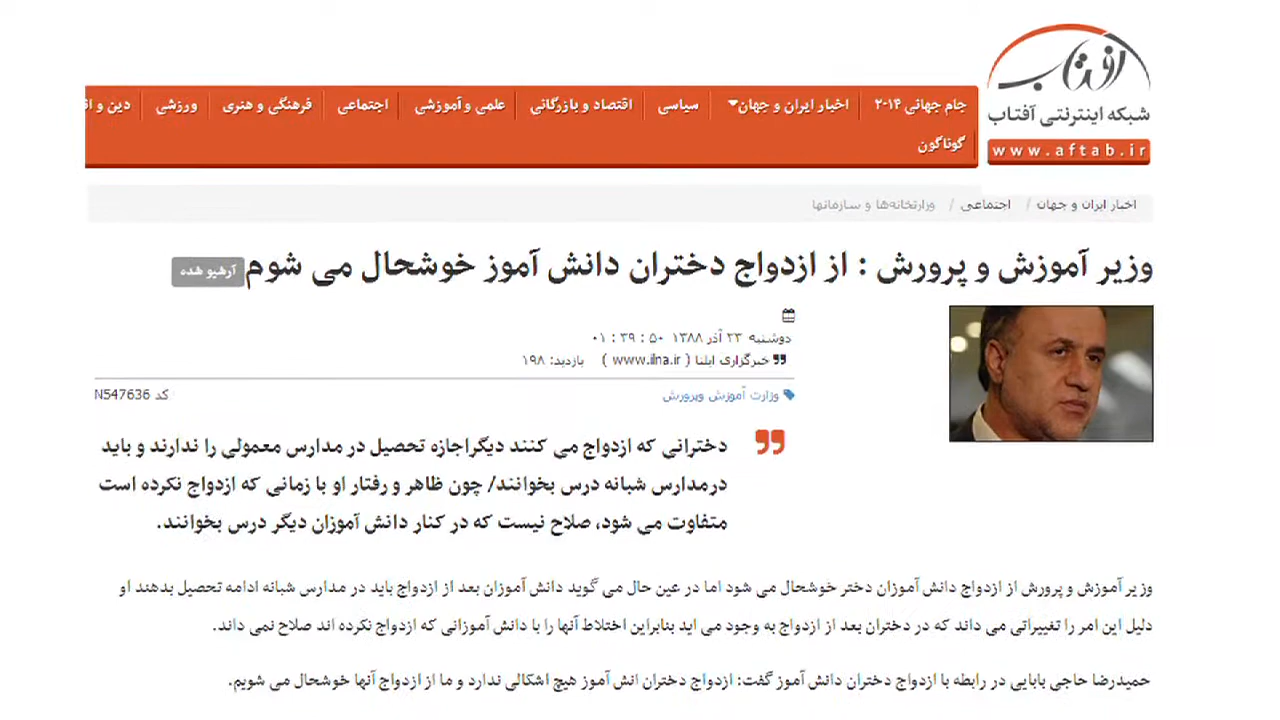 آفتاب
شبکه اینترنتی آفتاب
www.aftab.ir
جام جهانی ۲۰۱۴ اخبار ایران و جهان سیاسی اقتصاد و بازرگانی علمی و آموزشی اجتماعی فرهنگی و هنری ورزشی دین و
گوناگون
اخبار ایران و جهان / اجتماعی / وزارتخانه‌ها و سازمانها
وزیر آموزش و پرورش : از ازدواج دختران دانش آموز خوشحال می شوم آرشیو شده
دوشنبه ۲۳ آذر ۱۳۸۸ ۵۰ : ۳۹ : ۰۱
خبرگزاری ایلنا ( www.ilna.ir ) بازدید: ۱۹۸
وزارت آموزش وپرورش کد N547636
دخترانی که ازدواج می کنند دیگراجازه تحصیل در مدارس معمولی را ندارند و باید
درمدارس شبانه درس بخوانند/ چون ظاهر و رفتار او با زمانی که ازدواج نکرده است
متفاوت می شود، صلاح نیست که در کنار دانش آموزان دیگر درس بخوانند.
وزیر آموزش و پرورش از ازدواج دانش آموزان دختر خوشحال می شود اما در عین حال می گوید دانش آموزان بعد از ازدواج باید در مدارس شبانه ادامه تحصیل بدهند او
دلیل این امر را تغییراتی می داند که در دختران بعد از ازدواج به وجود می اید بنابراین اختلاط آنها را با دانش آموزانی که ازدواج نکرده اند صلاح نمی داند.
حمیدرضا حاجی بابایی در رابطه با ازدواج دختران دانش آموز گفت: ازدواج دختران انش آموز هیچ اشکالی ندارد و ما از ازدواج آنها خوشحال می شویم.